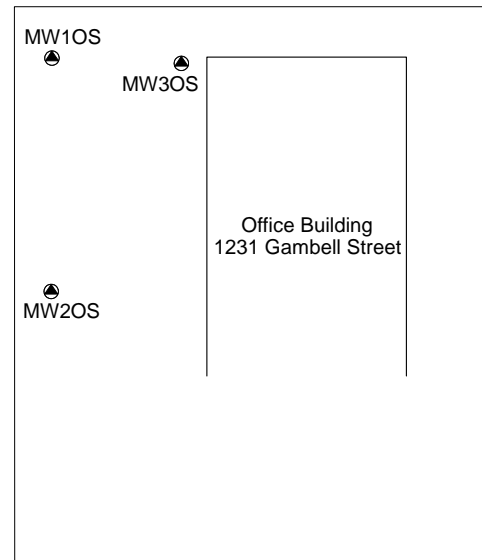 MW1OS
MW3OS
Office Building
1231 Gambell Street
MW2OS